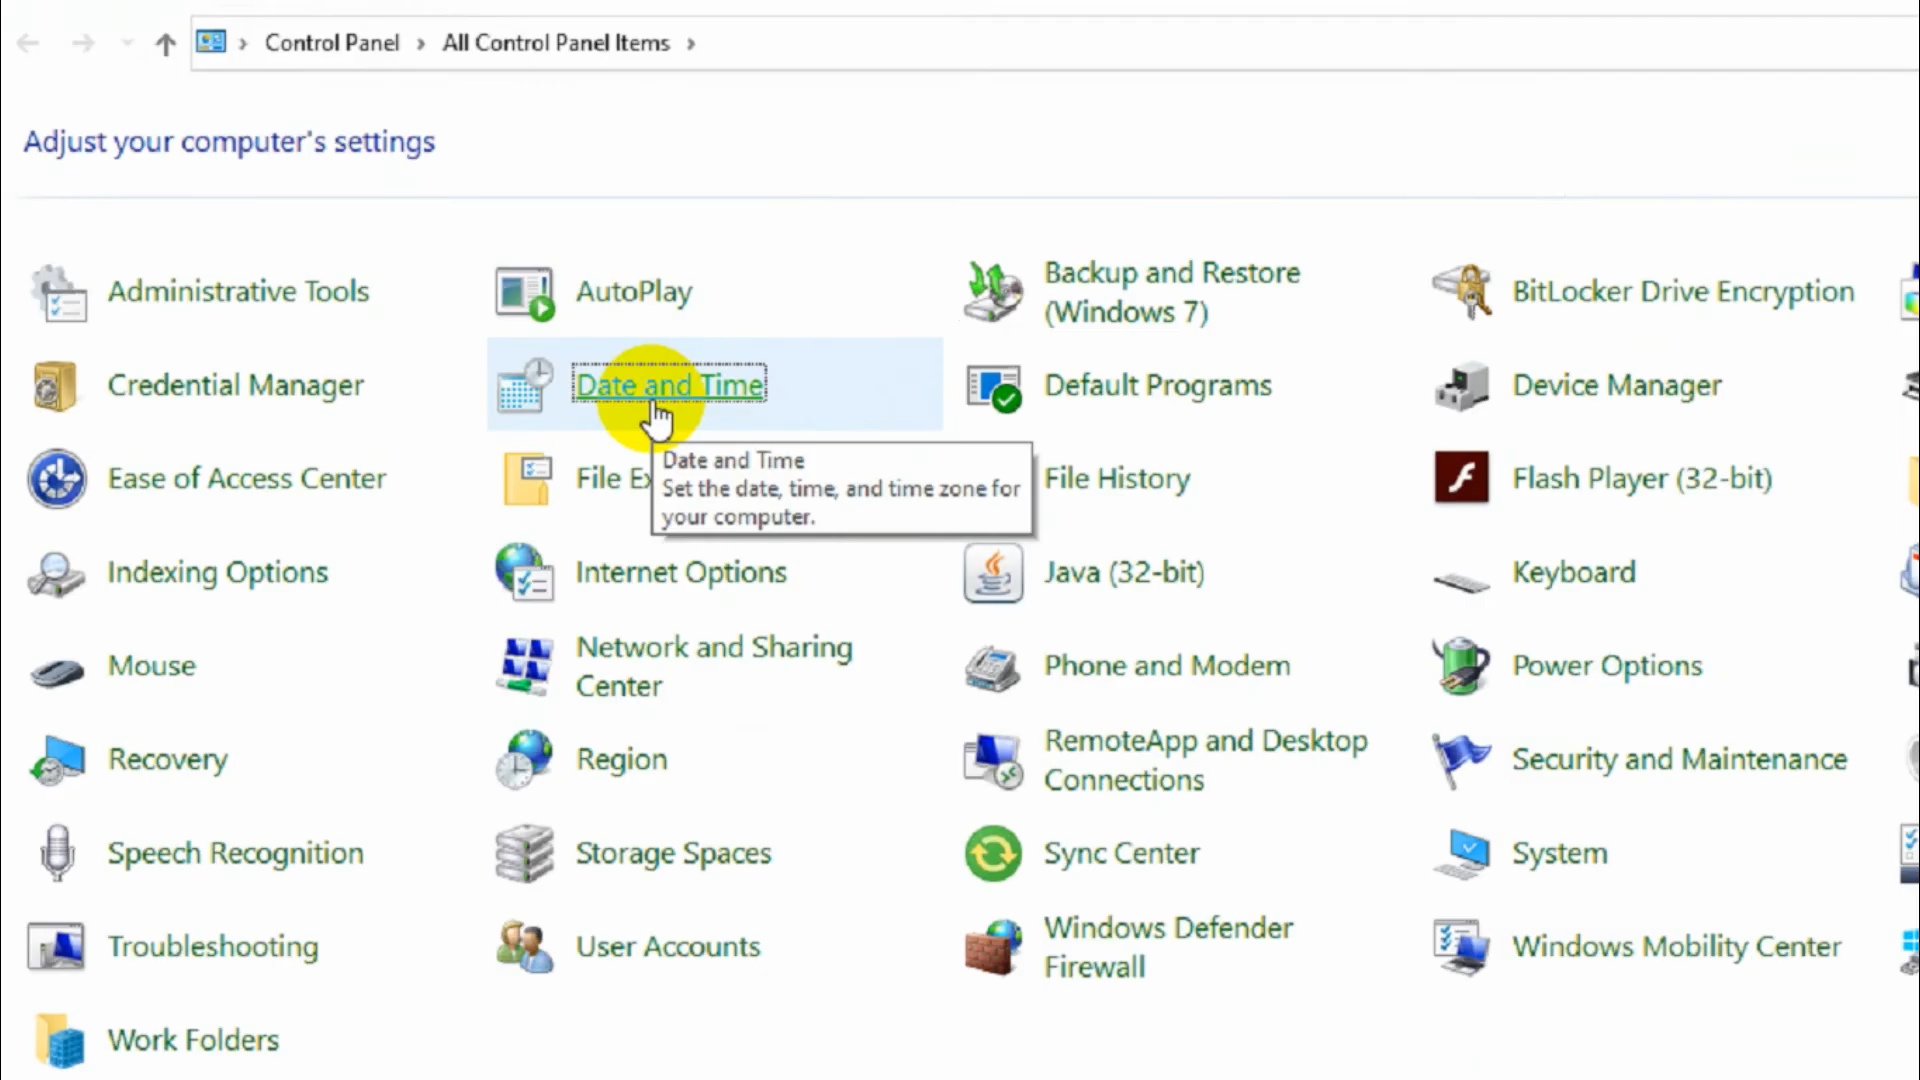 Control Panel › All Control Panel Items ›
Adjust your computer's settings
Administrative Tools
AutoPlay
Backup and Restore
(Windows 7)
BitLocker Drive Encryption
Credential Manager
Date and Time
Default Programs
Device Manager
Date and Time
Set the date, time, and time zone for
your computer.
Ease of Access Center
File
File History
Flash Player (32-bit)
Indexing Options
Internet Options
Java (32-bit)
Keyboard
Mouse
Network and Sharing
Center
Phone and Modem
Power Options
Recovery
Region
RemoteApp and Desktop
Connections
Security and Maintenance
Speech Recognition
Storage Spaces
Sync Center
System
Troubleshooting
User Accounts
Windows Defender
Firewall
Windows Mobility Center
Work Folders